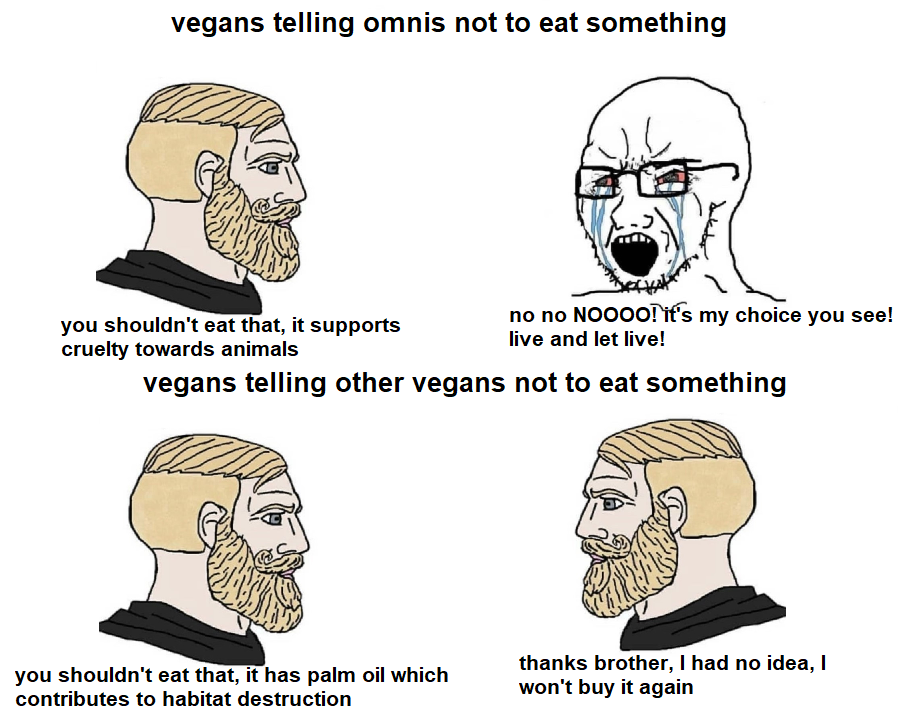 vegans telling omnis not to eat something
you shouldn't eat that, it supports
cruelty towards animals
no no NOOOO! it's my choice you see!
live and let live!
vegans telling other vegans not to eat something
you shouldn't eat that, it has palm oil which
contributes to habitat destruction
thanks brother, I had no idea, I
won't buy it again